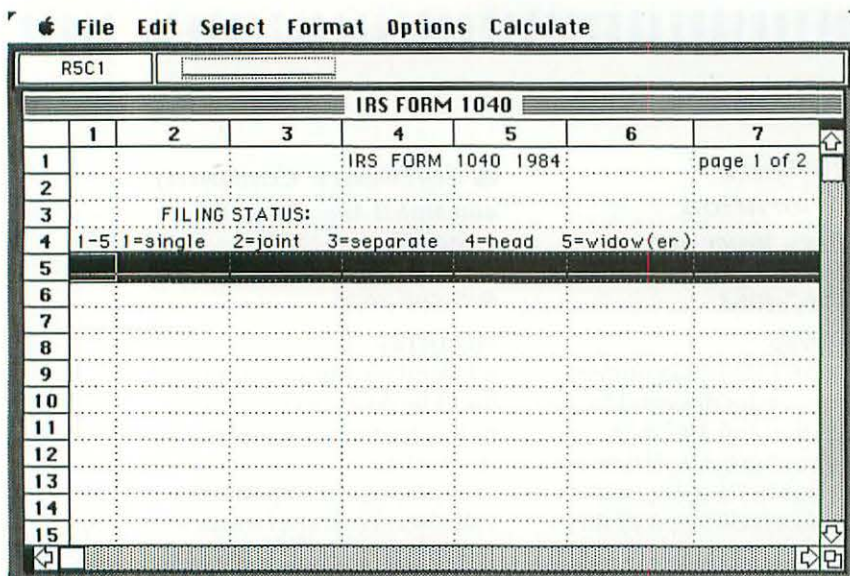 File Edit Select Format Options Calculate
R5C1
IRS FORM 1040
1 2 3 4 5 6 7
1 IRS FORM 1040 1984 page 1 of 2
2
3 FILING STATUS:
4 1-5 1=single 2=joint 3=separate 4=head 5=widow(er)
5
6
7
8
9
10
11
12
13
14
15